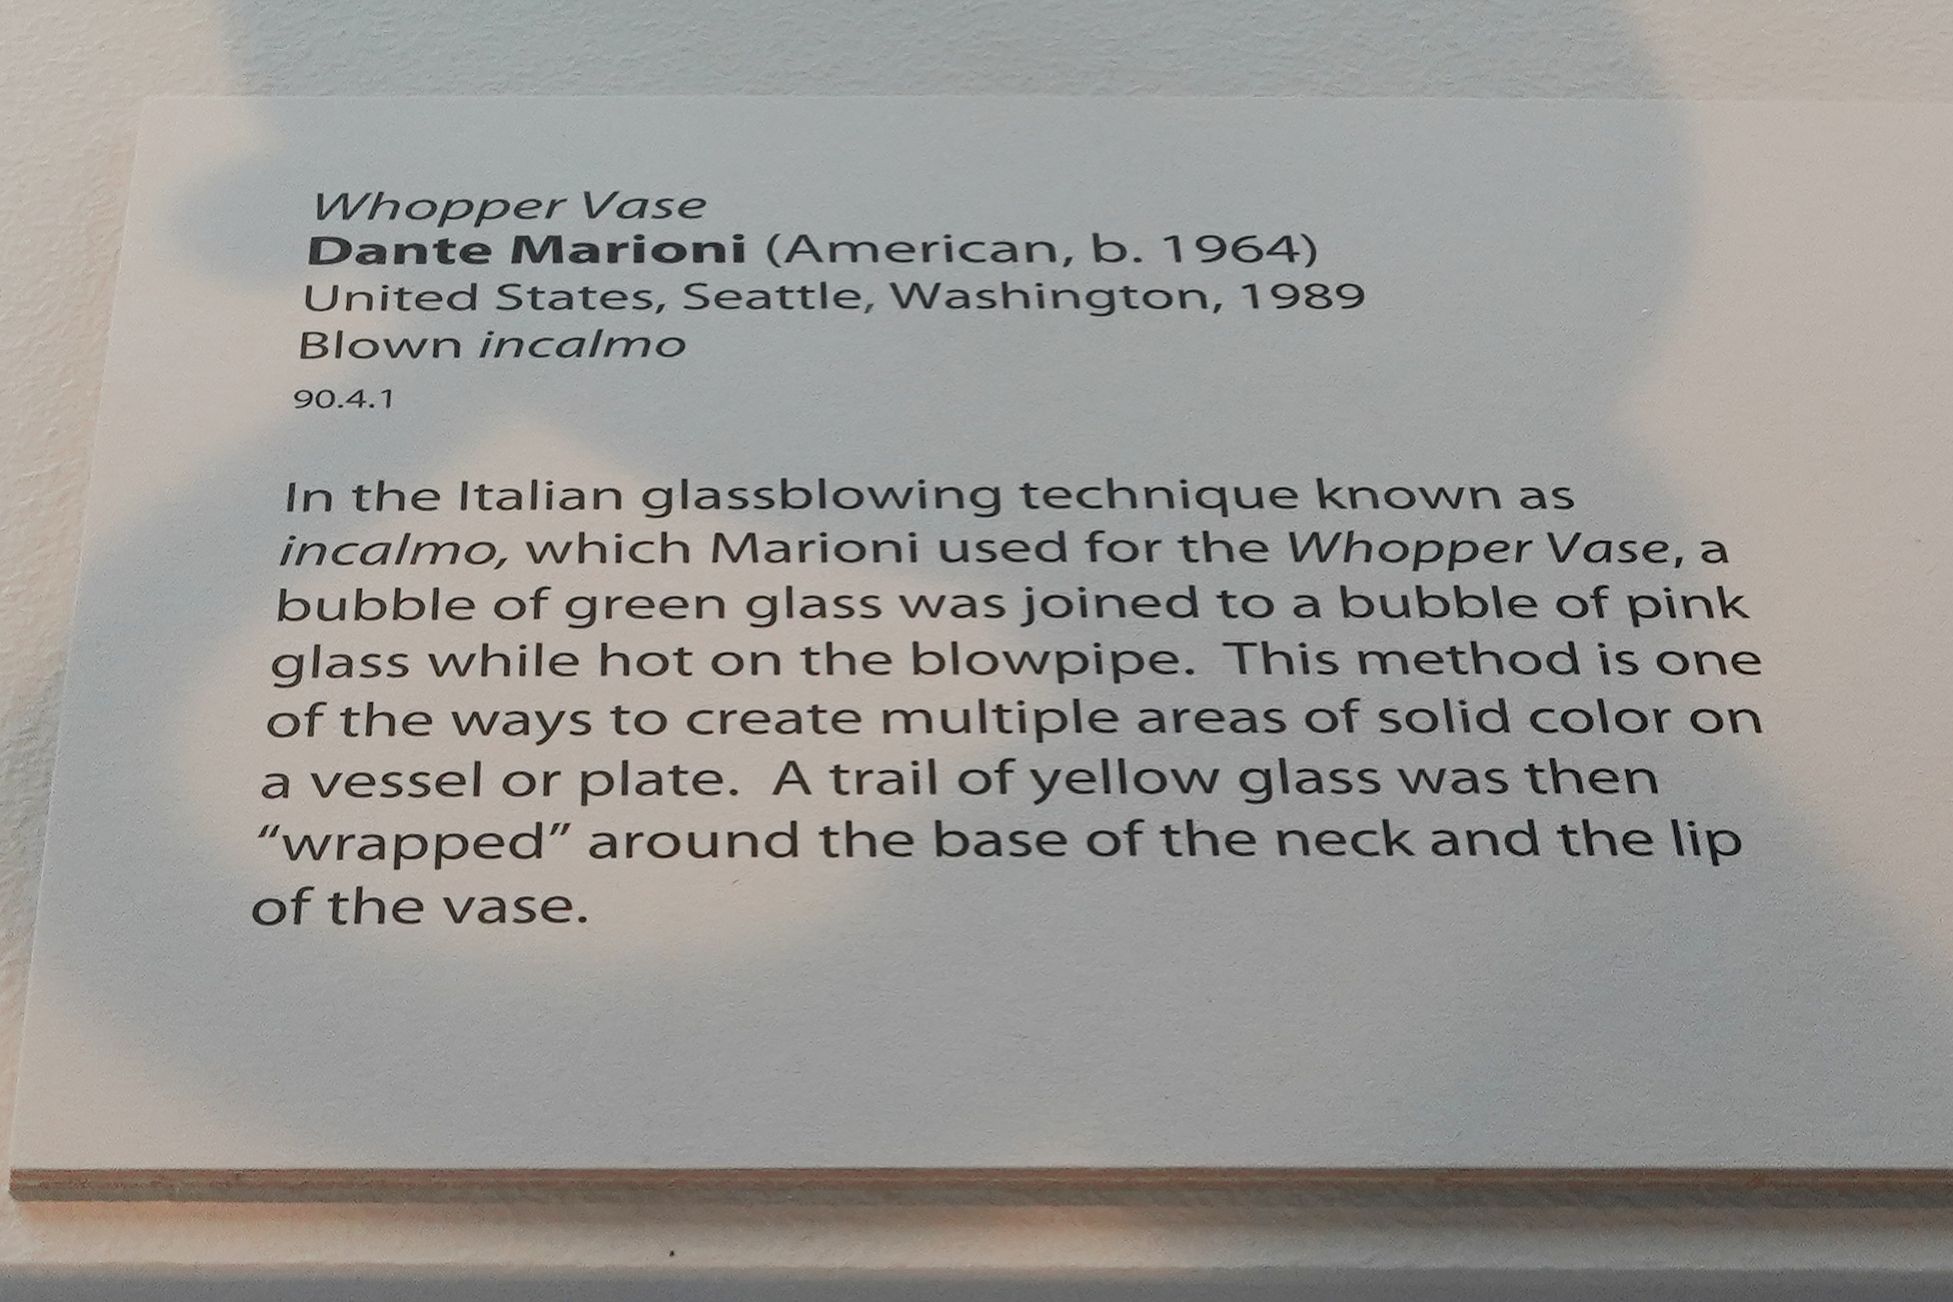 Whopper Vase
Dante Marioni (American, b. 1964)
United States, Seattle, Washington, 1989
Blown incalmo
90.4.1
In the Italian glassblowing technique known as
incalmo, which Marioni used for the Whopper Vase, a
bubble of green glass was joined to a bubble of pink
glass while hot on the blowpipe.  This method is one
of the ways to create multiple areas of solid color on
a vessel or plate.  A trail of yellow glass was then
“wrapped” around the base of the neck and the lip
of the vase.